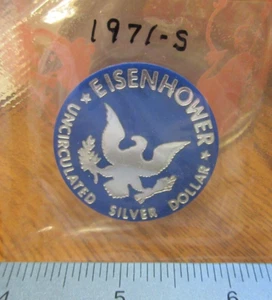 1971-S
★ EISENHOWER ★
UNCIRCULATED SILVER DOLLAR
5
6